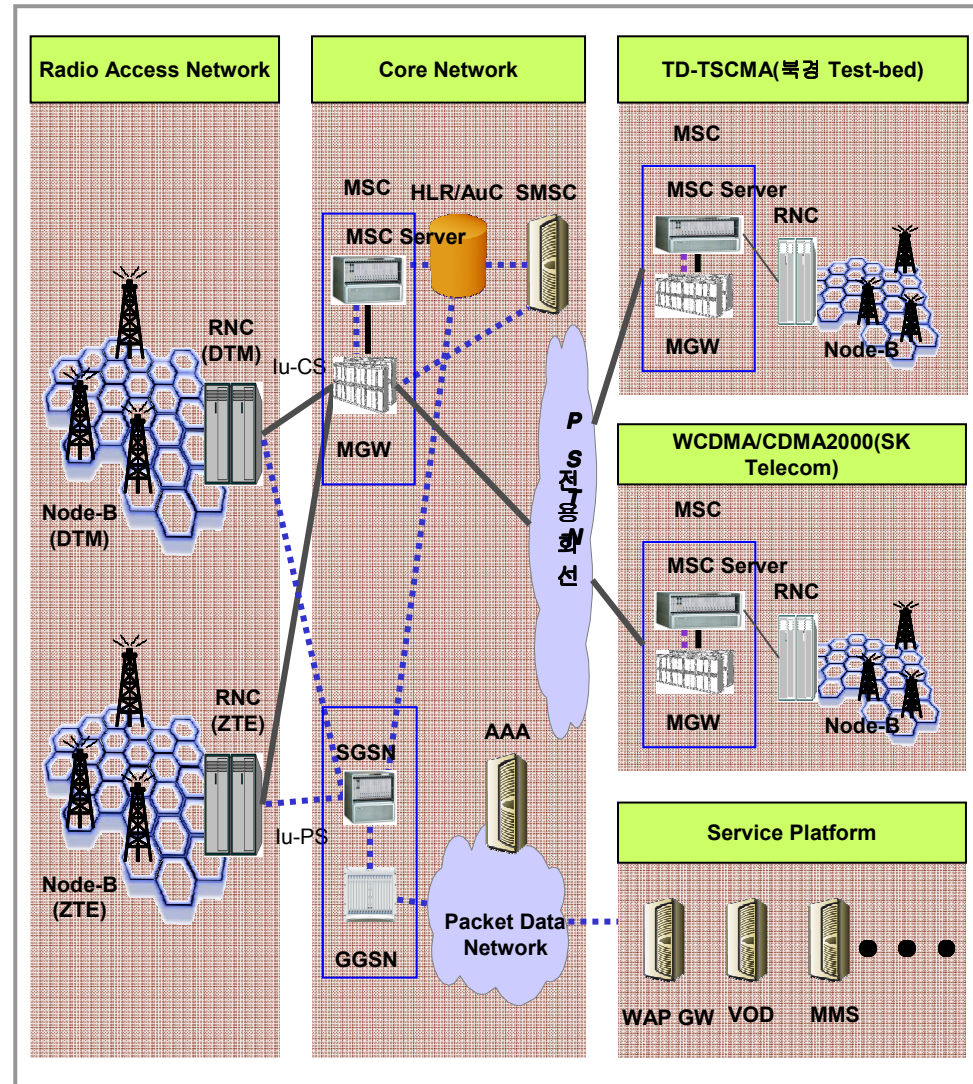 Radio Access Network
Core Network
TD-TSCMA(북경 Test-bed)
MSC
MSC Server
RNC
MGW
Node-B
MSC
HLR/AuC
SMSC
MSC Server
RNC
(DTM)
Iu-CS
MGW
Node-B
(DTM)
PSTN
전용회선
WCDMA/CDMA2000(SK
Telecom)
MSC
MSC Server
RNC
MGW
Node-B
RNC
(ZTE)
SGSN
AAA
Iu-PS
Node-B
(ZTE)
GGSN
Packet Data
Network
Service Platform
WAP GW
VOD
MMS